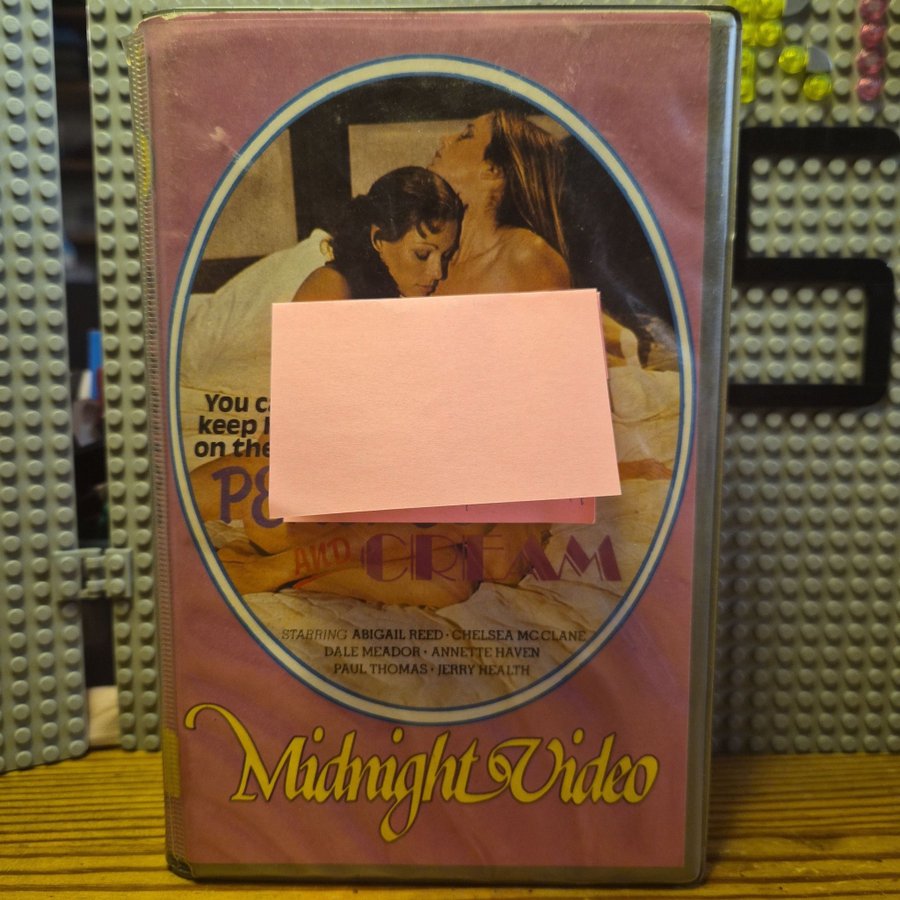 You
keep
on the
AND CREAM
STARRING ABIGAIL REED · CHELSEA MC CLANE
DALE MEADOR · ANNETTE HAVEN
PAUL THOMAS · JERRY HEALTH
Midnight Video